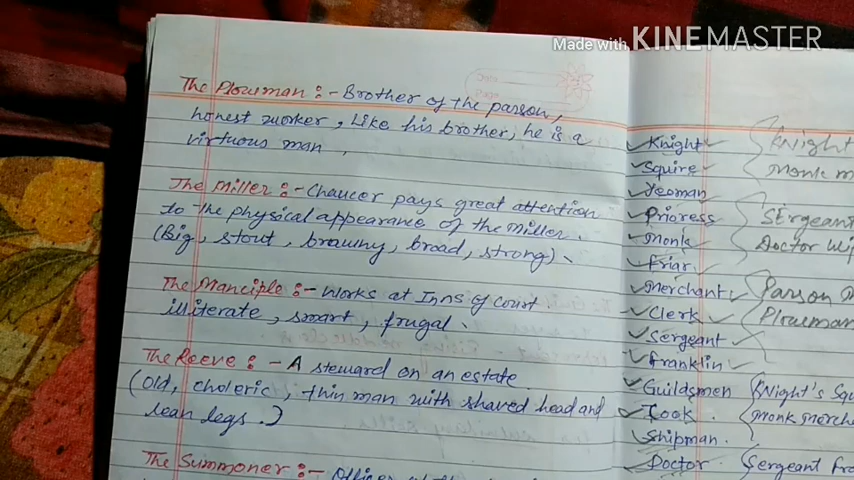 Made with KINEMASTER
The Plowman :- Brother of the parson,
honest worker, Like his brother, he is a
virtuous man.
The Miller :- Chaucer pays great attention
to the physical appearance of the miller.
(Big, stout, brawny, broad, strong).
The Manciple :- Works at Inns of court
illiterate, smart, frugal.
The Reeve :- A steward on an estate.
(Old, choleric, thin man with shaved head and
lean legs.)
The Summoner :- Officer
Knight
Squire
Yeoman
Prioress
Monk
Friar
Merchant
Clerk
Sergeant
Franklin
Guildsmen
Cook
Shipman.
Doctor.
Knight
Monk
Sergeant
Doctor
Parson
Plowman
Knight's
Monk
Sergeant